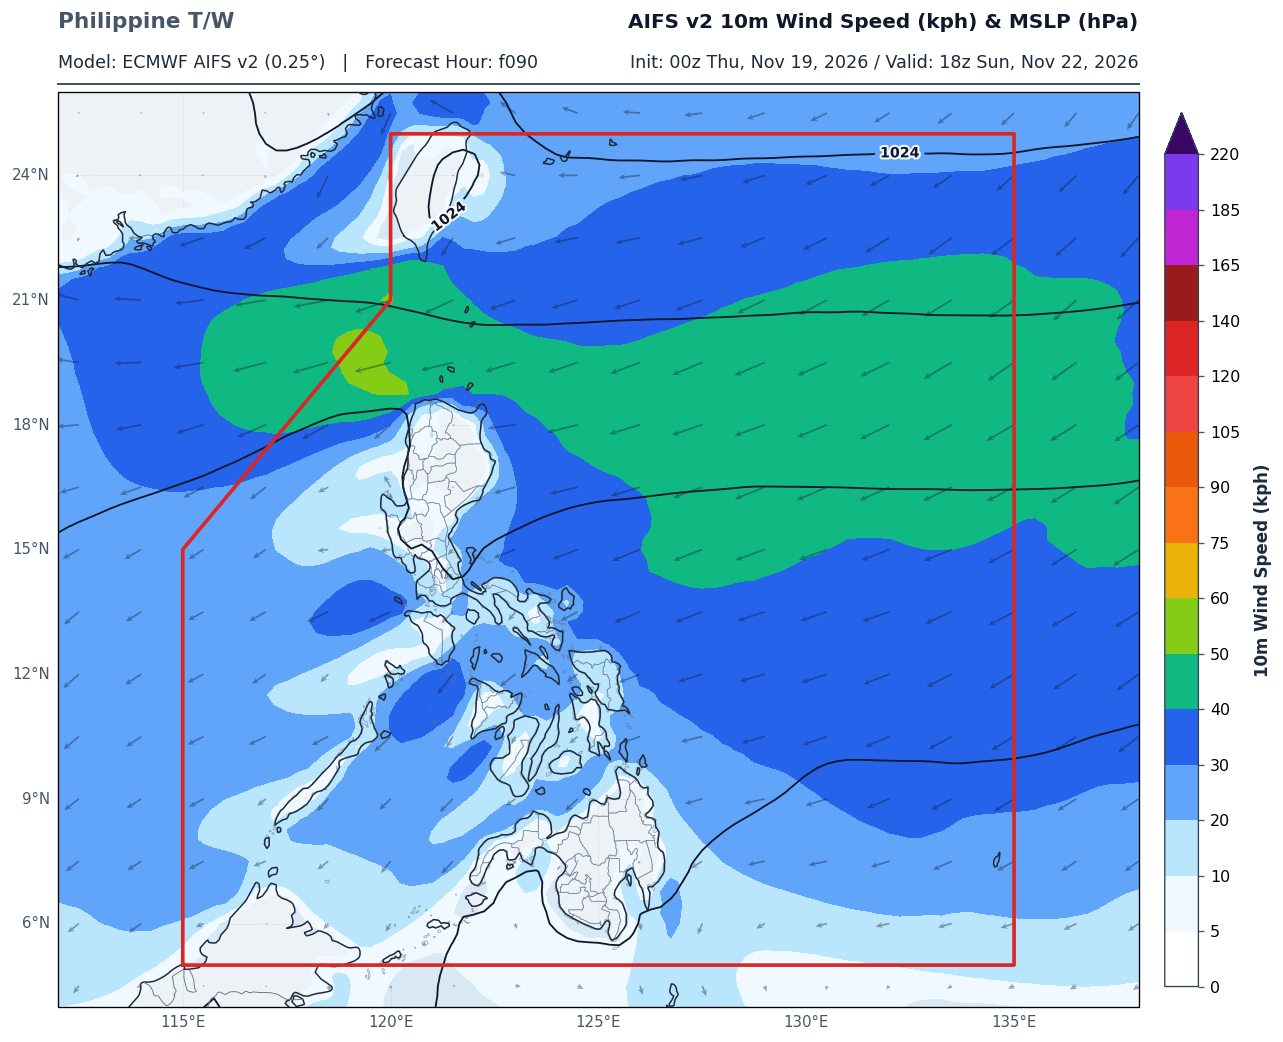 Philippine T/W
AIFS v2 10m Wind Speed (kph) & MSLP (hPa)
Model: ECMWF AIFS v2 (0.25°) | Forecast Hour: f090
Init: 00z Thu, Nov 19, 2026 / Valid: 18z Sun, Nov 22, 2026
1024
1024
24°N
21°N
18°N
15°N
12°N
9°N
6°N
115°E
120°E
125°E
130°E
135°E
220
185
165
140
120
105
90
75
60
50
40
30
20
10
5
0
10m Wind Speed (kph)